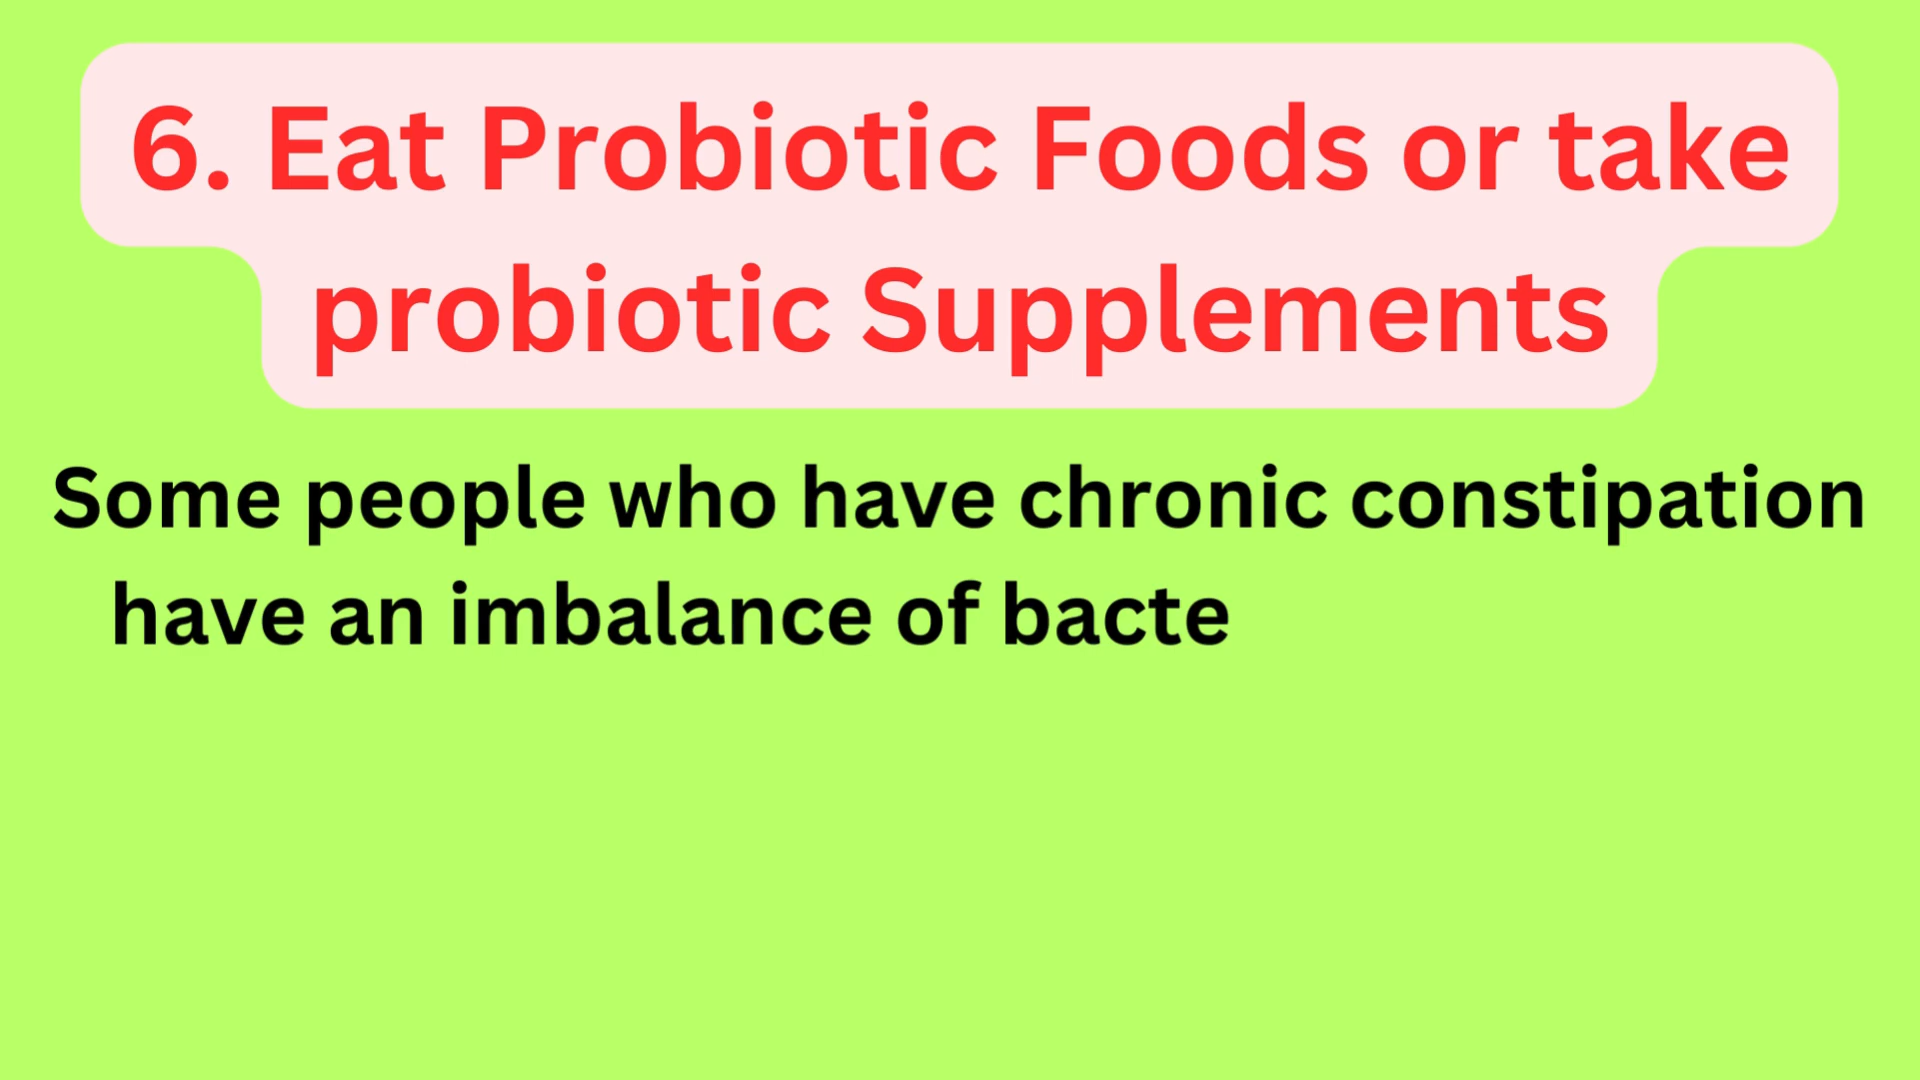 6. Eat Probiotic Foods or take
probiotic Supplements
Some people who have chronic constipation
have an imbalance of bacte